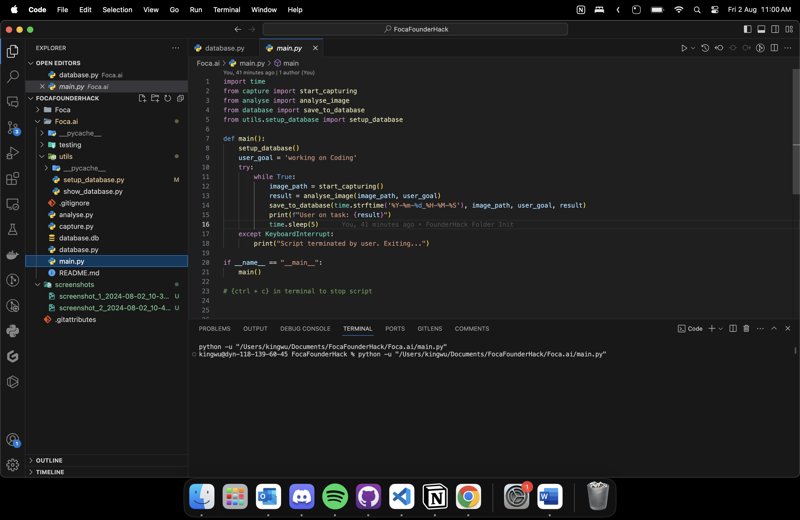 Code File Edit Selection View Go Run Terminal Window Help
Fri 2 Aug 11:00 AM
FocaFounderHack
EXPLORER
OPEN EDITORS
database.py Foca.ai
main.py Foca.ai
FOCAFOUNDERHACK
Foca
Foca.ai
__pycache__
testing
utils
__pycache__
setup_database.py M
show_database.py
.gitignore
analyse.py
capture.py
database.db
database.py
main.py
README.md
screenshots
screenshot_1_2024-08-02_10-3... U
screenshot_2_2024-08-02_10-4... U
.gitattributes
OUTLINE
TIMELINE
3
1
database.py
main.py
Foca.ai > main.py > main
You, 41 minutes ago | 1 author (You)
1 import time
2 from capture import start_capturing
3 from analyse import analyse_image
4 from database import save_to_database
5 from utils.setup_database import setup_database
6
7 def main():
8 setup_database()
9 user_goal = 'working on Coding'
10 try:
11 while True:
12 image_path = start_capturing()
13 result = analyse_image(image_path, user_goal)
14 save_to_database(time.strftime('%Y-%m-%d_%H-%M-%S'), image_path, user_goal, result)
15 print(f"User on task: {result}")
16 time.sleep(5) You, 41 minutes ago • FounderHack Folder Init
17 except KeyboardInterrupt:
18 print("Script terminated by user. Exiting...")
19
20 if __name__ == "__main__":
21 main()
22
23 # {ctrl + c} in terminal to stop script
24
25
PROBLEMS OUTPUT DEBUG CONSOLE TERMINAL PORTS GITLENS COMMENTS
Code
python -u "/Users/kingwu/Documents/FocaFounderHack/Foca.ai/main.py"
kingwu@dyn-118-139-60-45 FocaFounderHack % python -u "/Users/kingwu/Documents/FocaFounderHack/Foca.ai/main.py"
1